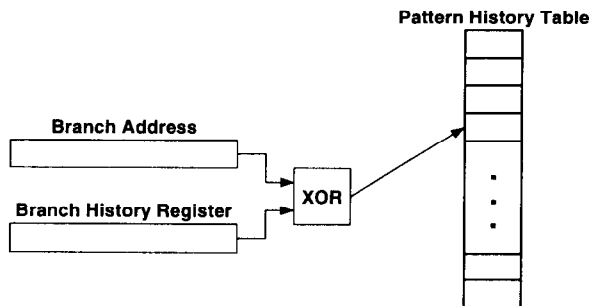 Pattern History Table
Branch Address
XOR
Branch History Register